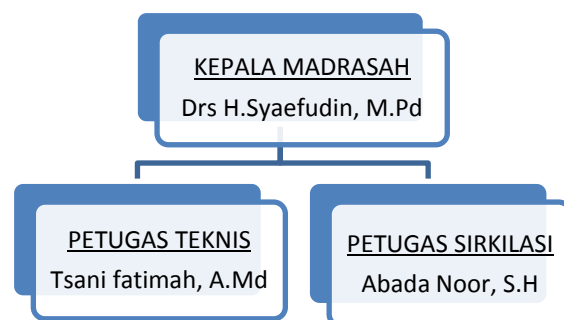 KEPALA MADRASAH
Drs H.Syaefudin, M.Pd
PETUGAS TEKNIS
Tsani fatimah, A.Md
PETUGAS SIRKILASI
Abada Noor, S.H